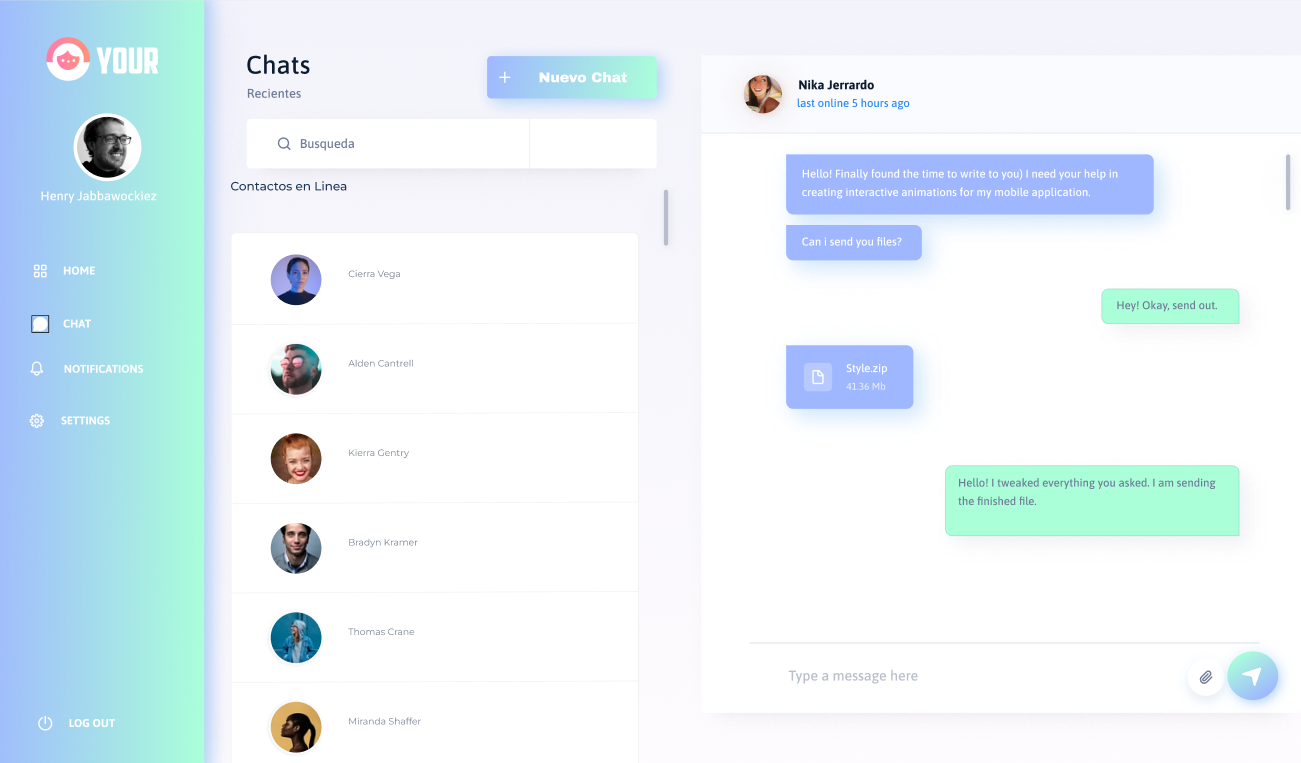 YOUR
Henry Jabbawockiez
HOME
CHAT
NOTIFICATIONS
SETTINGS
LOG OUT
Chats
Recientes
+ Nuevo Chat
Busqueda
Contactos en Linea
Cierra Vega
Alden Cantrell
Kierra Gentry
Bradyn Kramer
Thomas Crane
Miranda Shaffer
Nika Jerrardo
last online 5 hours ago
Hello! Finally found the time to write to you) I need your help in
creating interactive animations for my mobile application.
Can i send you files?
Hey! Okay, send out.
Style.zip
41.36 Mb
Hello! I tweaked everything you asked. I am sending
the finished file.
Type a message here